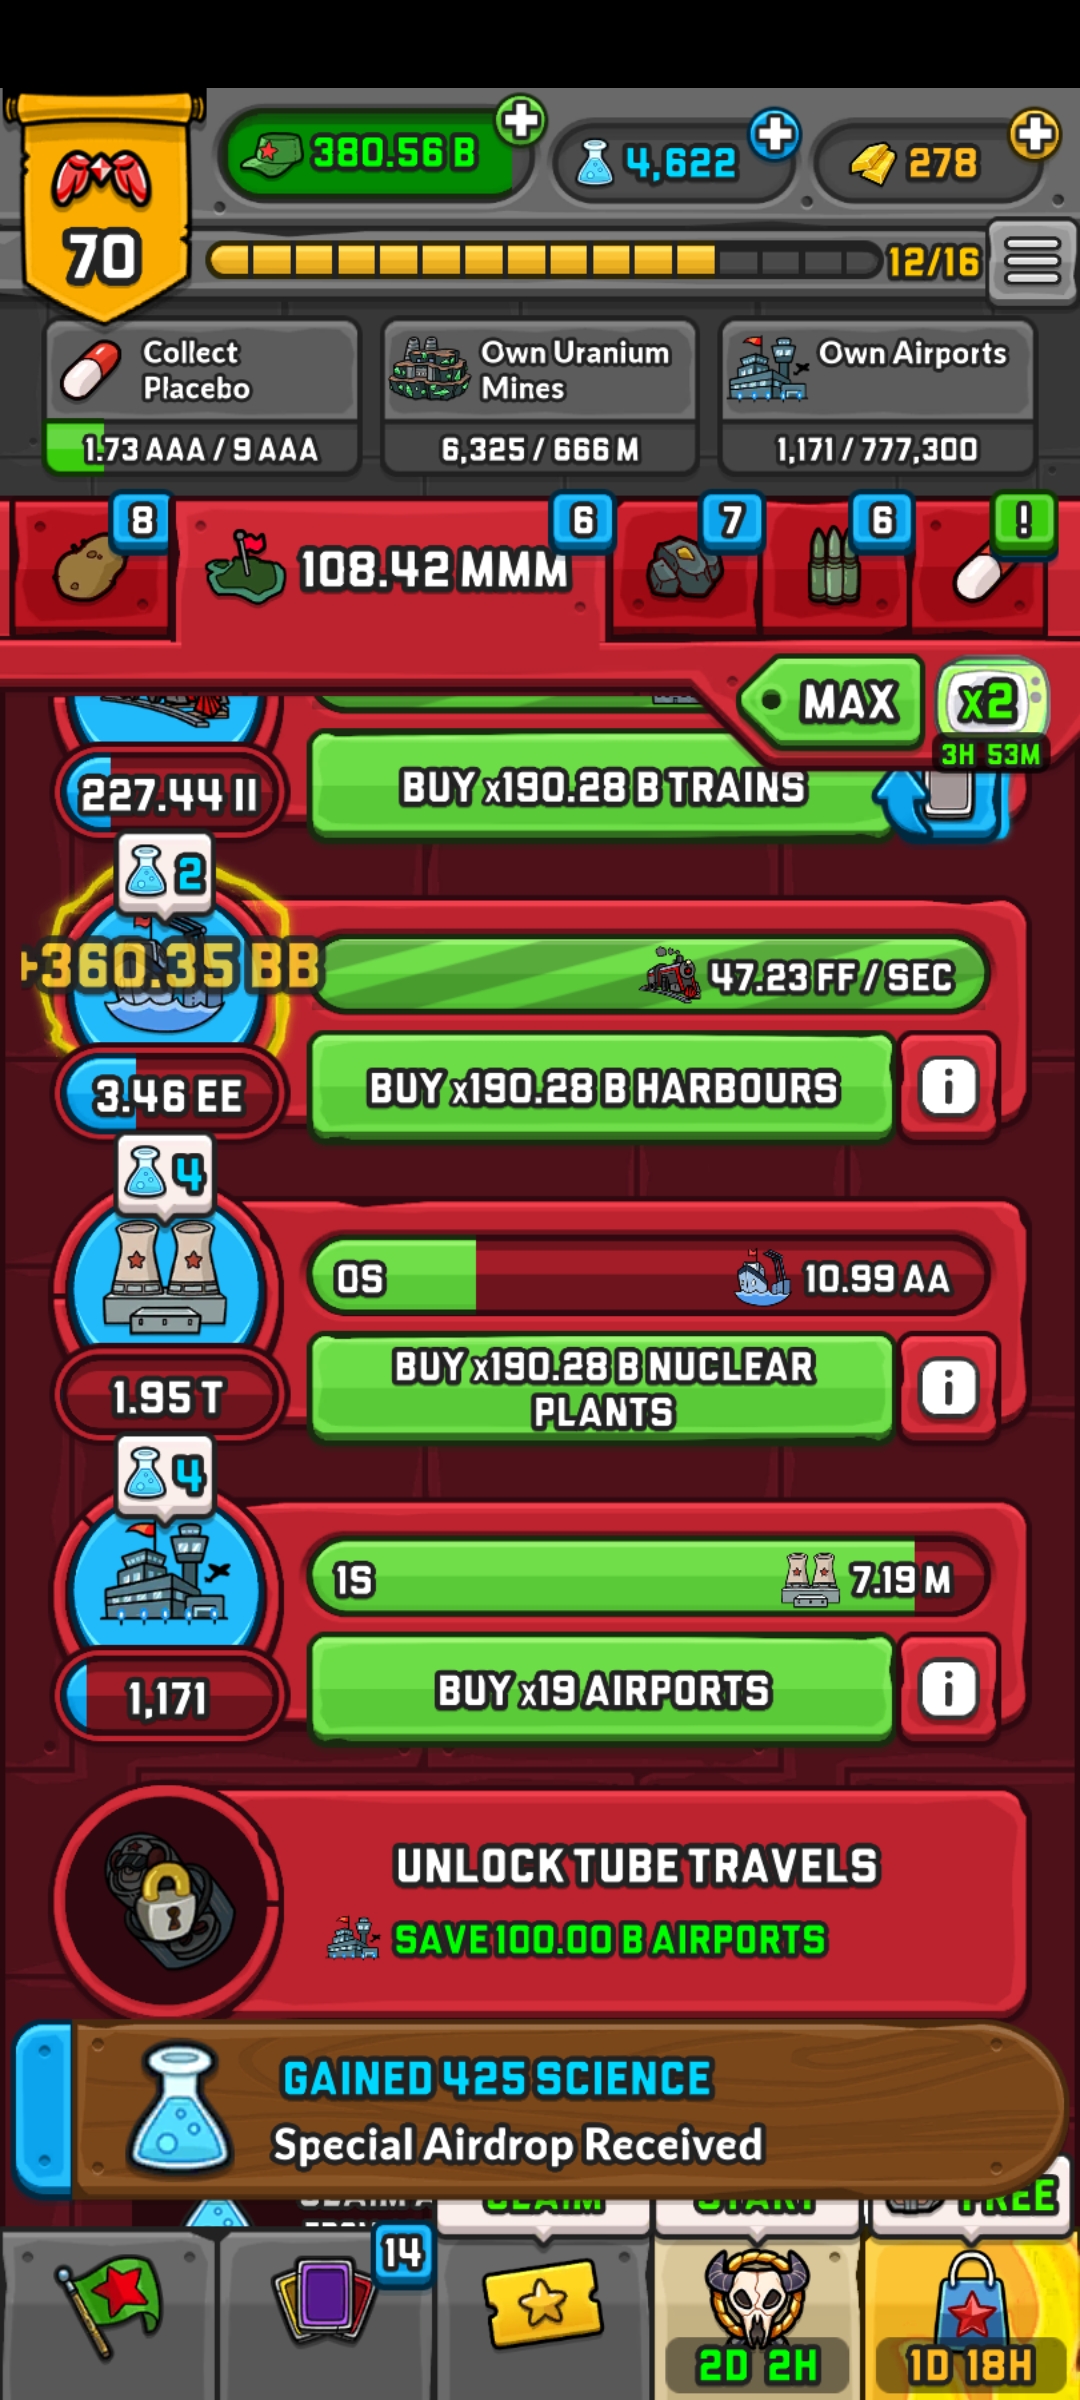 380.56 B
4,622
278
70
12/16
Collect
Placebo
Own Uranium
Mines
Own Airports
1.73 AAA / 9 AAA
6,325 / 666 M
1,171 / 777,300
8
108.42 MMM
6
7
6
!
MAX
x2
3H 53M
227.44 II
BUY x190.28 B TRAINS
2
+360.35 BB
47.23 FF / SEC
3.46 EE
BUY x190.28 B HARBOURS
i
4
0S
10.99 AA
1.95 T
BUY x190.28 B NUCLEAR
PLANTS
i
4
1S
7.19 M
1,171
BUY x19 AIRPORTS
i
UNLOCK TUBE TRAVELS
SAVE 100.00 B AIRPORTS
GAINED 425 SCIENCE
Special Airdrop Received
CLAIM
START
FREE
14
2D 2H
1D 18H